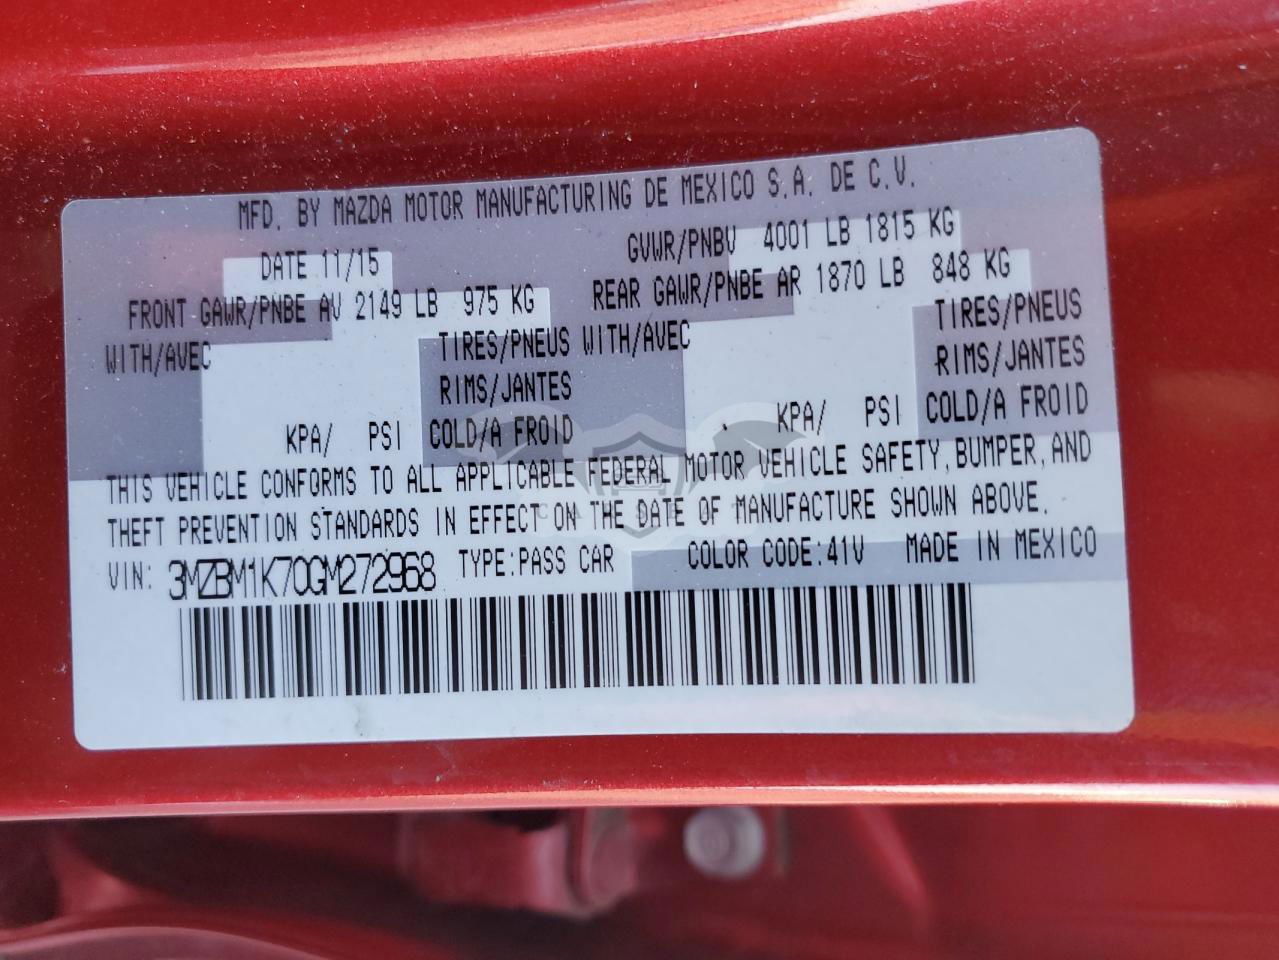 MFD. BY MAZDA MOTOR MANUFACTURING DE MEXICO S.A. DE C.V.
DATE 11/15 GVWR/PNBV 4001 LB 1815 KG
FRONT GAWR/PNBE AV 2149 LB 975 KG REAR GAWR/PNBE AR 1870 LB 848 KG
WITH/AVEC TIRES/PNEUS WITH/AVEC TIRES/PNEUS
RIMS/JANTES RIMS/JANTES
KPA/ PSI COLD/A FROID KPA/ PSI COLD/A FROID
THIS VEHICLE CONFORMS TO ALL APPLICABLE FEDERAL MOTOR VEHICLE SAFETY, BUMPER, AND
THEFT PREVENTION STANDARDS IN EFFECT ON THE DATE OF MANUFACTURE SHOWN ABOVE.
VIN: 3MZBM1K70GM272968 TYPE:PASS CAR COLOR CODE:41V MADE IN MEXICO